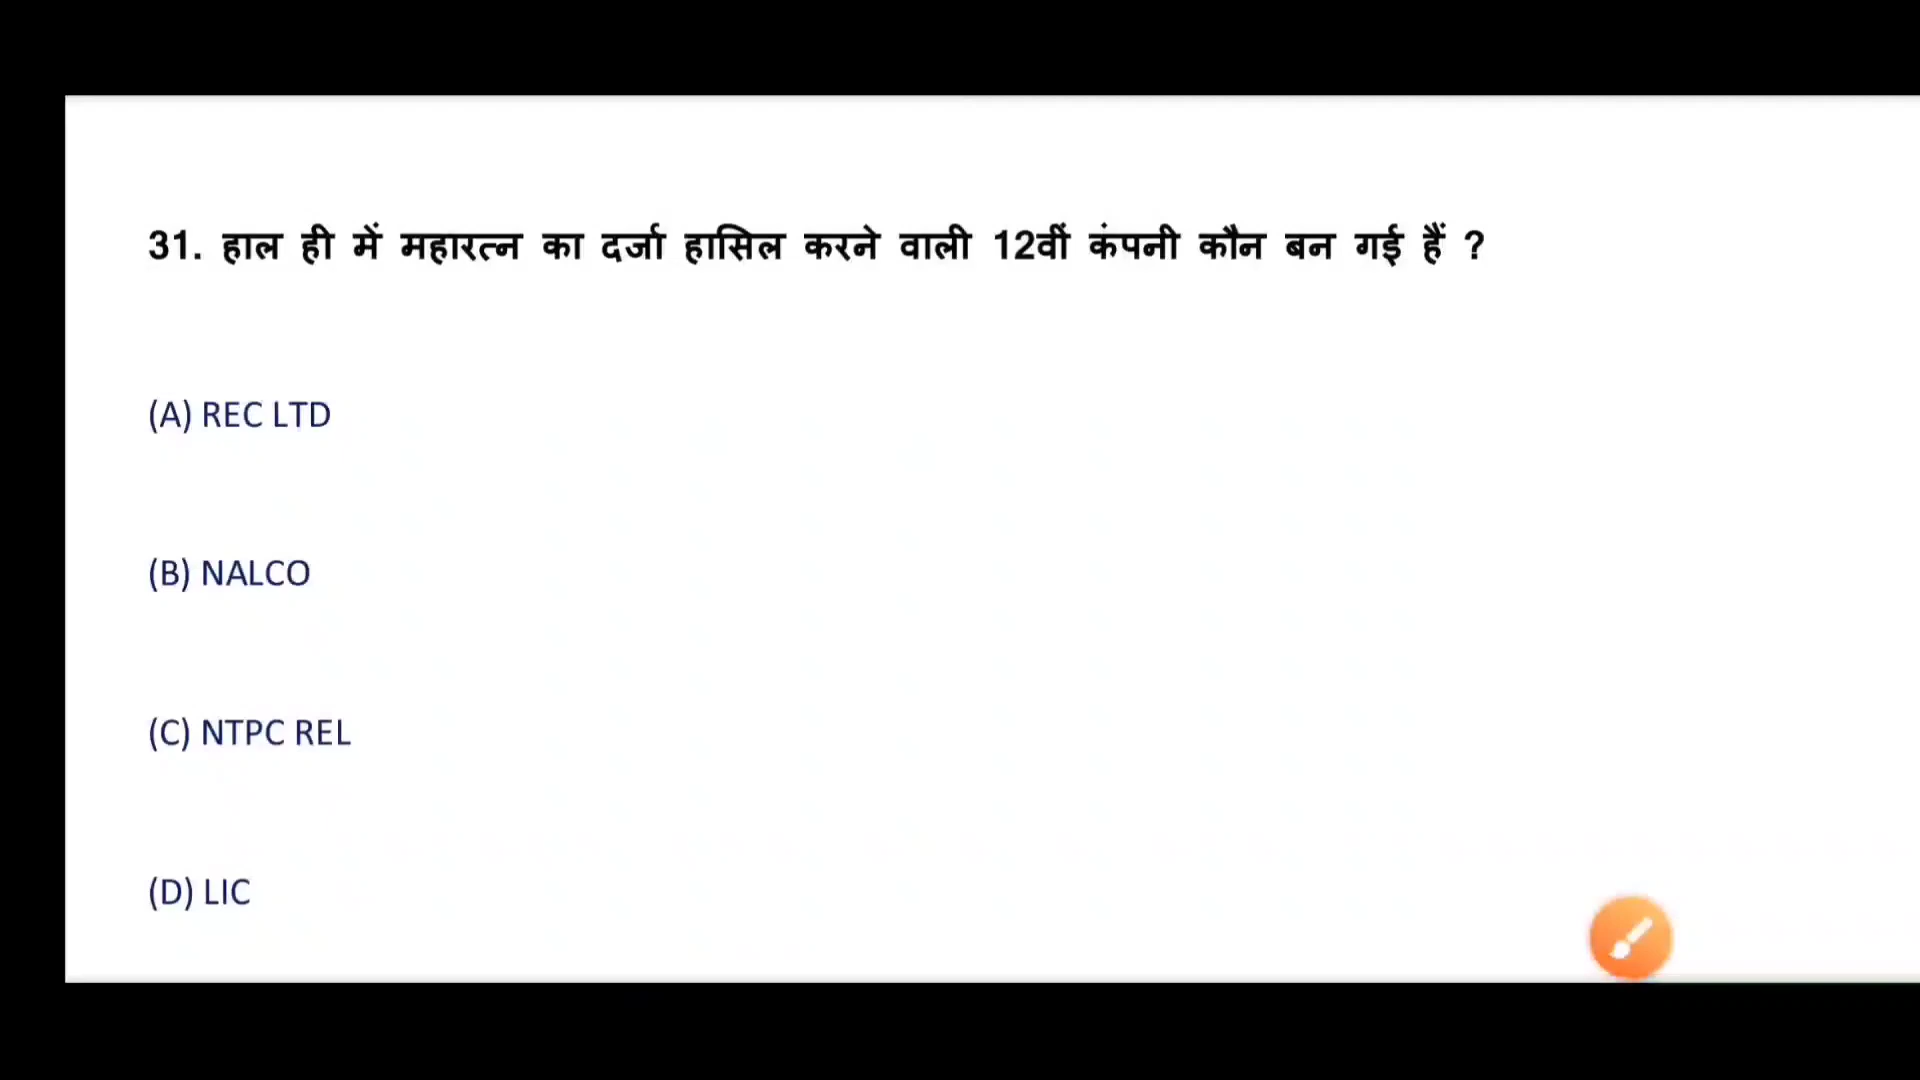 31. हाल ही में महारत्न का दर्जा हासिल करने वाली 12वीं कंपनी कौन बन गई हैं ?
(A) REC LTD
(B) NALCO
(C) NTPC REL
(D) LIC